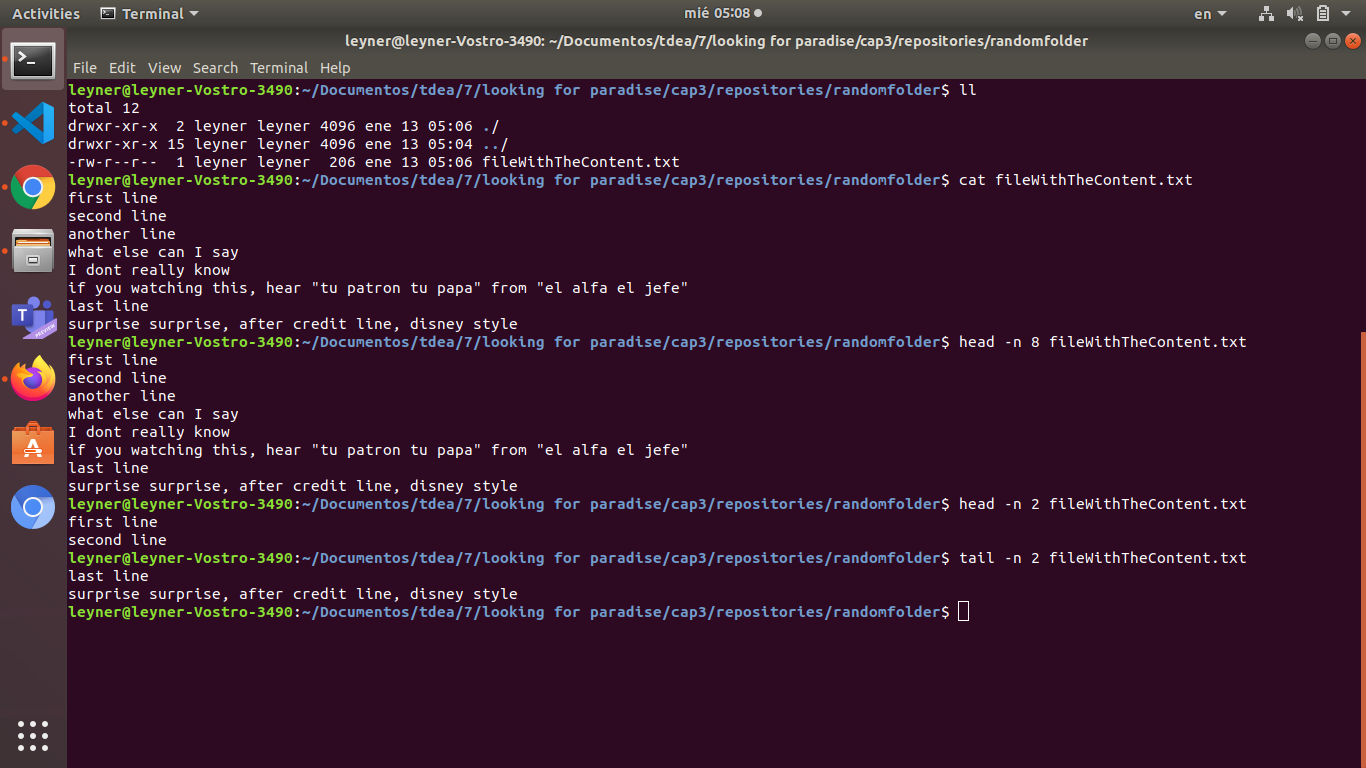 Activities Terminal mié 05:08 en
leyner@leyner-Vostro-3490: ~/Documentos/tdea/7/looking for paradise/cap3/repositories/randomfolder
File Edit View Search Terminal Help
leyner@leyner-Vostro-3490:~/Documentos/tdea/7/looking for paradise/cap3/repositories/randomfolder$ ll
total 12
drwxr-xr-x  2 leyner leyner 4096 ene 13 05:06 ./
drwxr-xr-x 15 leyner leyner 4096 ene 13 05:04 ../
-rw-r--r--  1 leyner leyner  206 ene 13 05:06 fileWithTheContent.txt
leyner@leyner-Vostro-3490:~/Documentos/tdea/7/looking for paradise/cap3/repositories/randomfolder$ cat fileWithTheContent.txt
first line
second line
another line
what else can I say
I dont really know
if you watching this, hear "tu patron tu papa" from "el alfa el jefe"
last line
surprise surprise, after credit line, disney style
leyner@leyner-Vostro-3490:~/Documentos/tdea/7/looking for paradise/cap3/repositories/randomfolder$ head -n 8 fileWithTheContent.txt
first line
second line
another line
what else can I say
I dont really know
if you watching this, hear "tu patron tu papa" from "el alfa el jefe"
last line
surprise surprise, after credit line, disney style
leyner@leyner-Vostro-3490:~/Documentos/tdea/7/looking for paradise/cap3/repositories/randomfolder$ head -n 2 fileWithTheContent.txt
first line
second line
leyner@leyner-Vostro-3490:~/Documentos/tdea/7/looking for paradise/cap3/repositories/randomfolder$ tail -n 2 fileWithTheContent.txt
last line
surprise surprise, after credit line, disney style
leyner@leyner-Vostro-3490:~/Documentos/tdea/7/looking for paradise/cap3/repositories/randomfolder$
T
PREVIEW
A